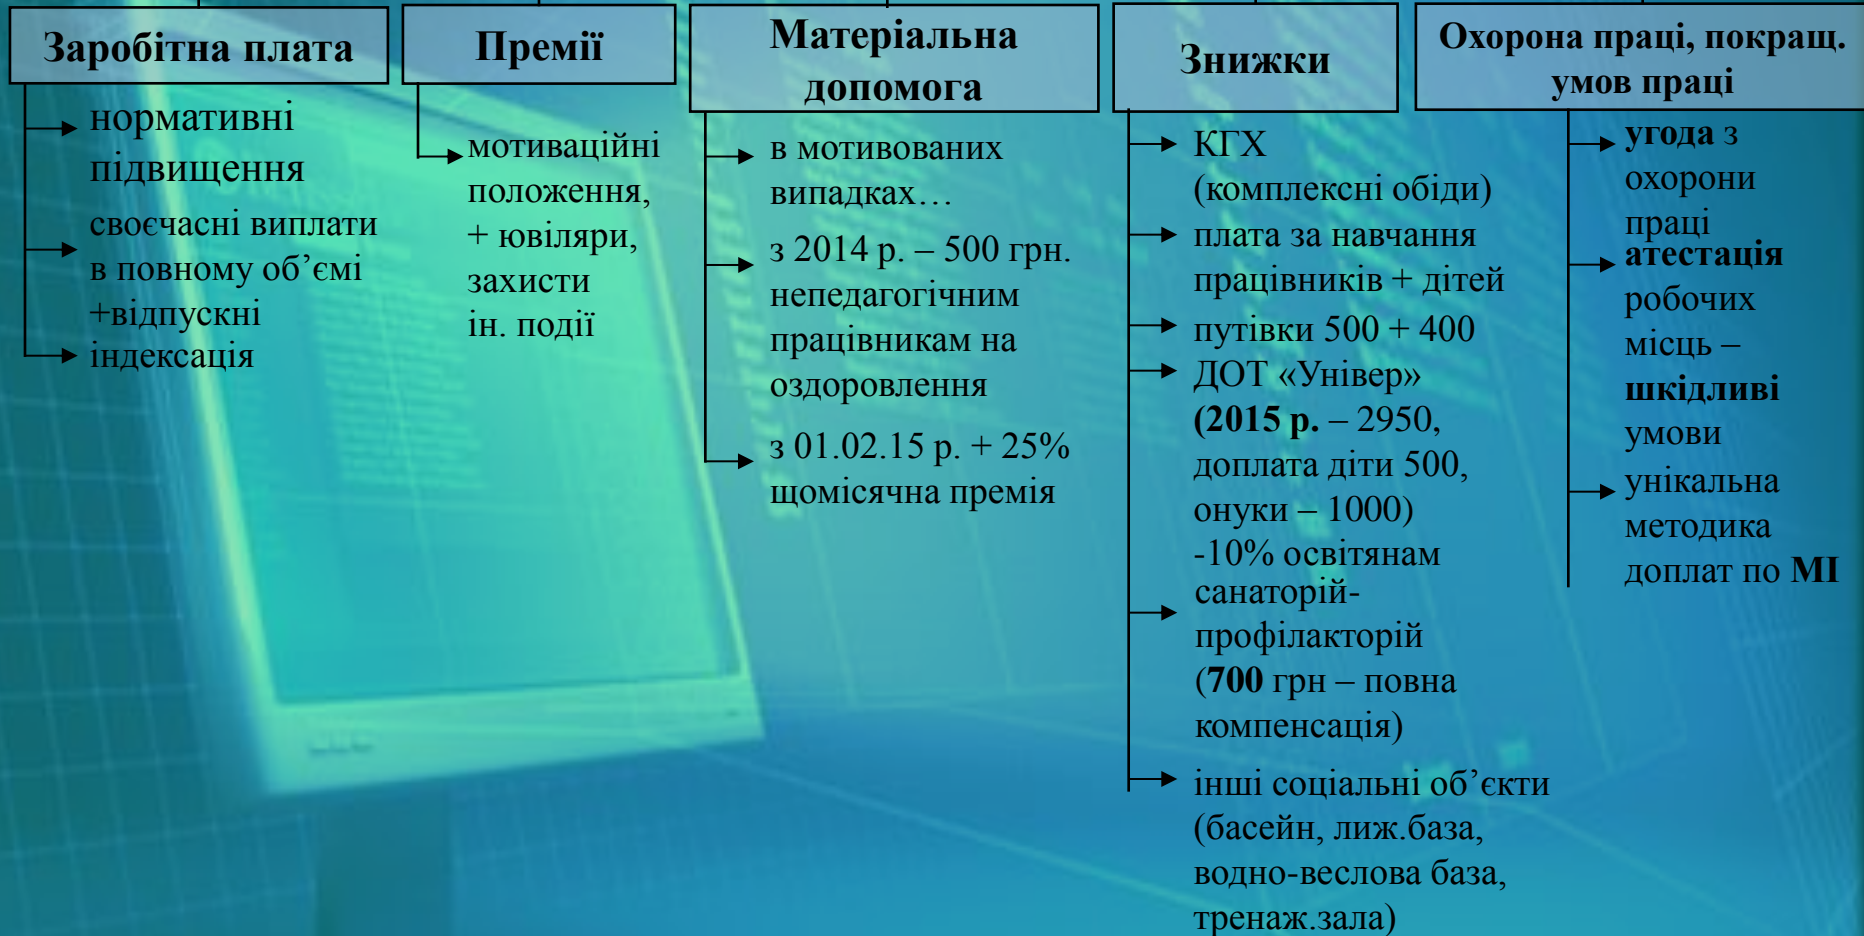 Заробітна плата
нормативні
підвищення
своєчасні виплати
в повному об’ємі
+відпускні
індексація
Премії
мотиваційні
положення,
+ ювіляри,
захисти
ін. події
Матеріальна
допомога
в мотивованих
випадках…
з 2014 р. – 500 грн.
непедагогічним
працівникам на
оздоровлення
з 01.02.15 р. + 25%
щомісячна премія
Знижки
КГХ
(комплексні обіди)
плата за навчання
працівників + дітей
путівки 500 + 400
ДОТ «Універ»
(2015 р. – 2950,
доплата діти 500,
онуки – 1000)
-10% освітянам
санаторій-
профілакторій
(700 грн – повна
компенсація)
інші соціальні об’єкти
(басейн, лиж.база,
водно-веслова база,
тренаж.зала)
Охорона праці, покращ.
умов праці
угода з
охорони
праці
атестація
робочих
місць –
шкідливі
умови
унікальна
методика
доплат по МІ